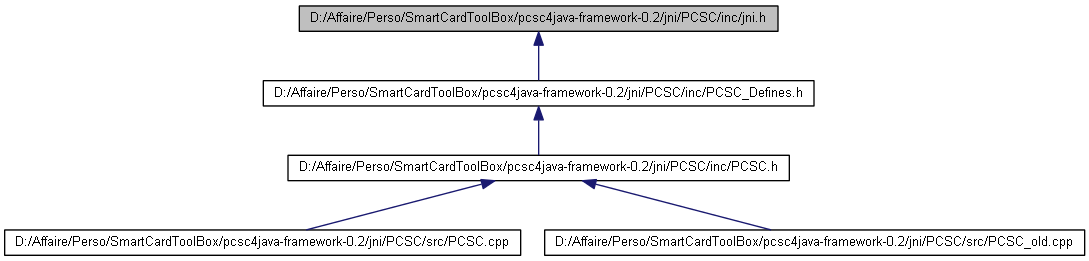 D:/Affaire/Perso/SmartCardToolBox/pcsc4java-framework-0.2/jni/PCSC/inc/jni.h
D:/Affaire/Perso/SmartCardToolBox/pcsc4java-framework-0.2/jni/PCSC/inc/PCSC_Defines.h
D:/Affaire/Perso/SmartCardToolBox/pcsc4java-framework-0.2/jni/PCSC/inc/PCSC.h
D:/Affaire/Perso/SmartCardToolBox/pcsc4java-framework-0.2/jni/PCSC/src/PCSC.cpp
D:/Affaire/Perso/SmartCardToolBox/pcsc4java-framework-0.2/jni/PCSC/src/PCSC_old.cpp